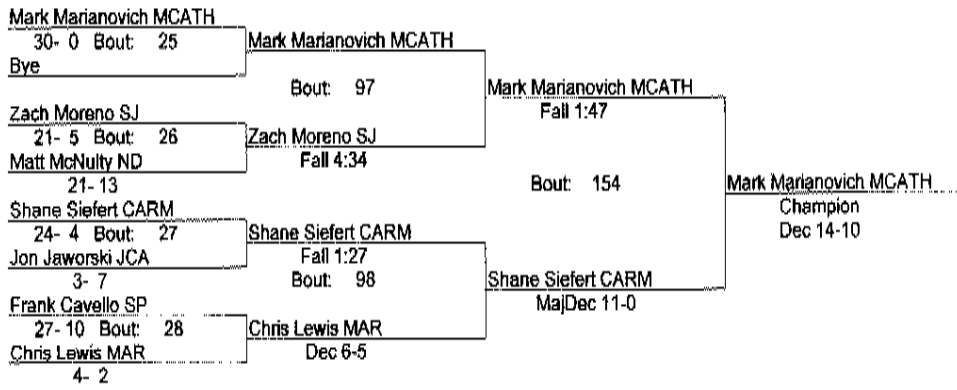 Mark Marianovich MCATH
30- 0 Bout: 25
Bye
Mark Marianovich MCATH
Bout: 97
Zach Moreno SJ
21- 5 Bout: 26
Matt McNulty ND
21- 13
Zach Moreno SJ
Fall 4:34
Mark Marianovich MCATH
Fall 1:47
Bout: 154
Shane Siefert CARM
24- 4 Bout: 27
Jon Jaworski JCA
3- 7
Shane Siefert CARM
Fall 1:27
Bout: 98
Frank Cavello SP
27- 10 Bout: 28
Chris Lewis MAR
4- 2
Chris Lewis MAR
Dec 6-5
Shane Siefert CARM
MajDec 11-0
Mark Marianovich MCATH
Champion
Dec 14-10